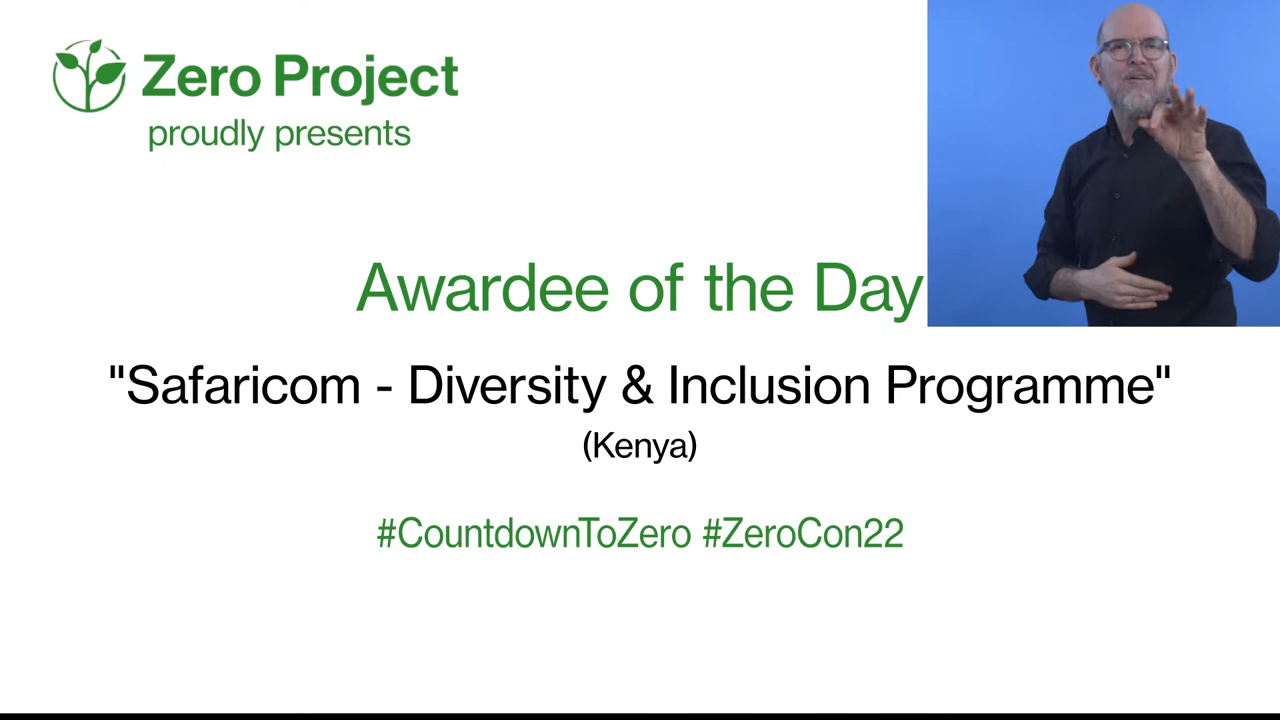 Zero Project
proudly presents
Awardee of the Day
"Safaricom - Diversity & Inclusion Programme"
(Kenya)
#CountdownToZero #ZeroCon22